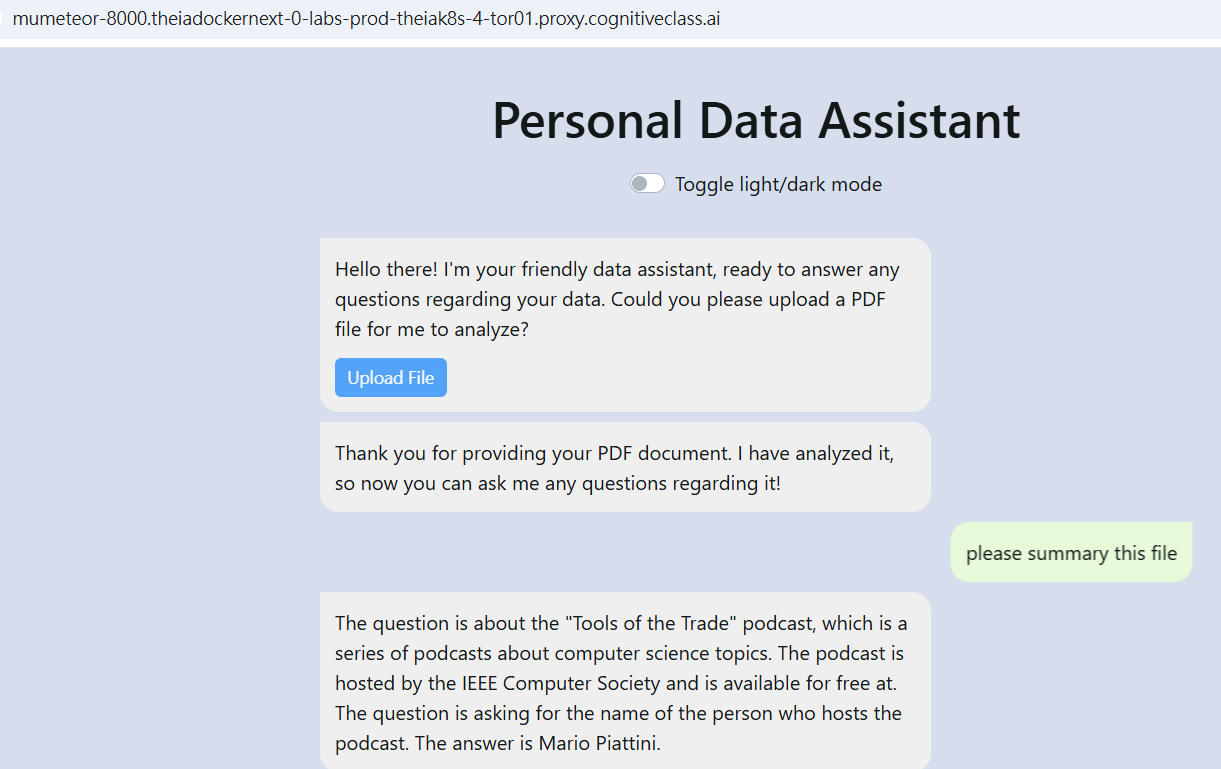 mumeteor-8000.theiadockernext-0-labs-prod-theiak8s-4-tor01.proxy.cognitiveclass.ai
Personal Data Assistant
Toggle light/dark mode
Hello there! I'm your friendly data assistant, ready to answer any
questions regarding your data. Could you please upload a PDF
file for me to analyze?
Upload File
Thank you for providing your PDF document. I have analyzed it,
so now you can ask me any questions regarding it!
please summary this file
The question is about the "Tools of the Trade" podcast, which is a
series of podcasts about computer science topics. The podcast is
hosted by the IEEE Computer Society and is available for free at.
The question is asking for the name of the person who hosts the
podcast. The answer is Mario Piattini.